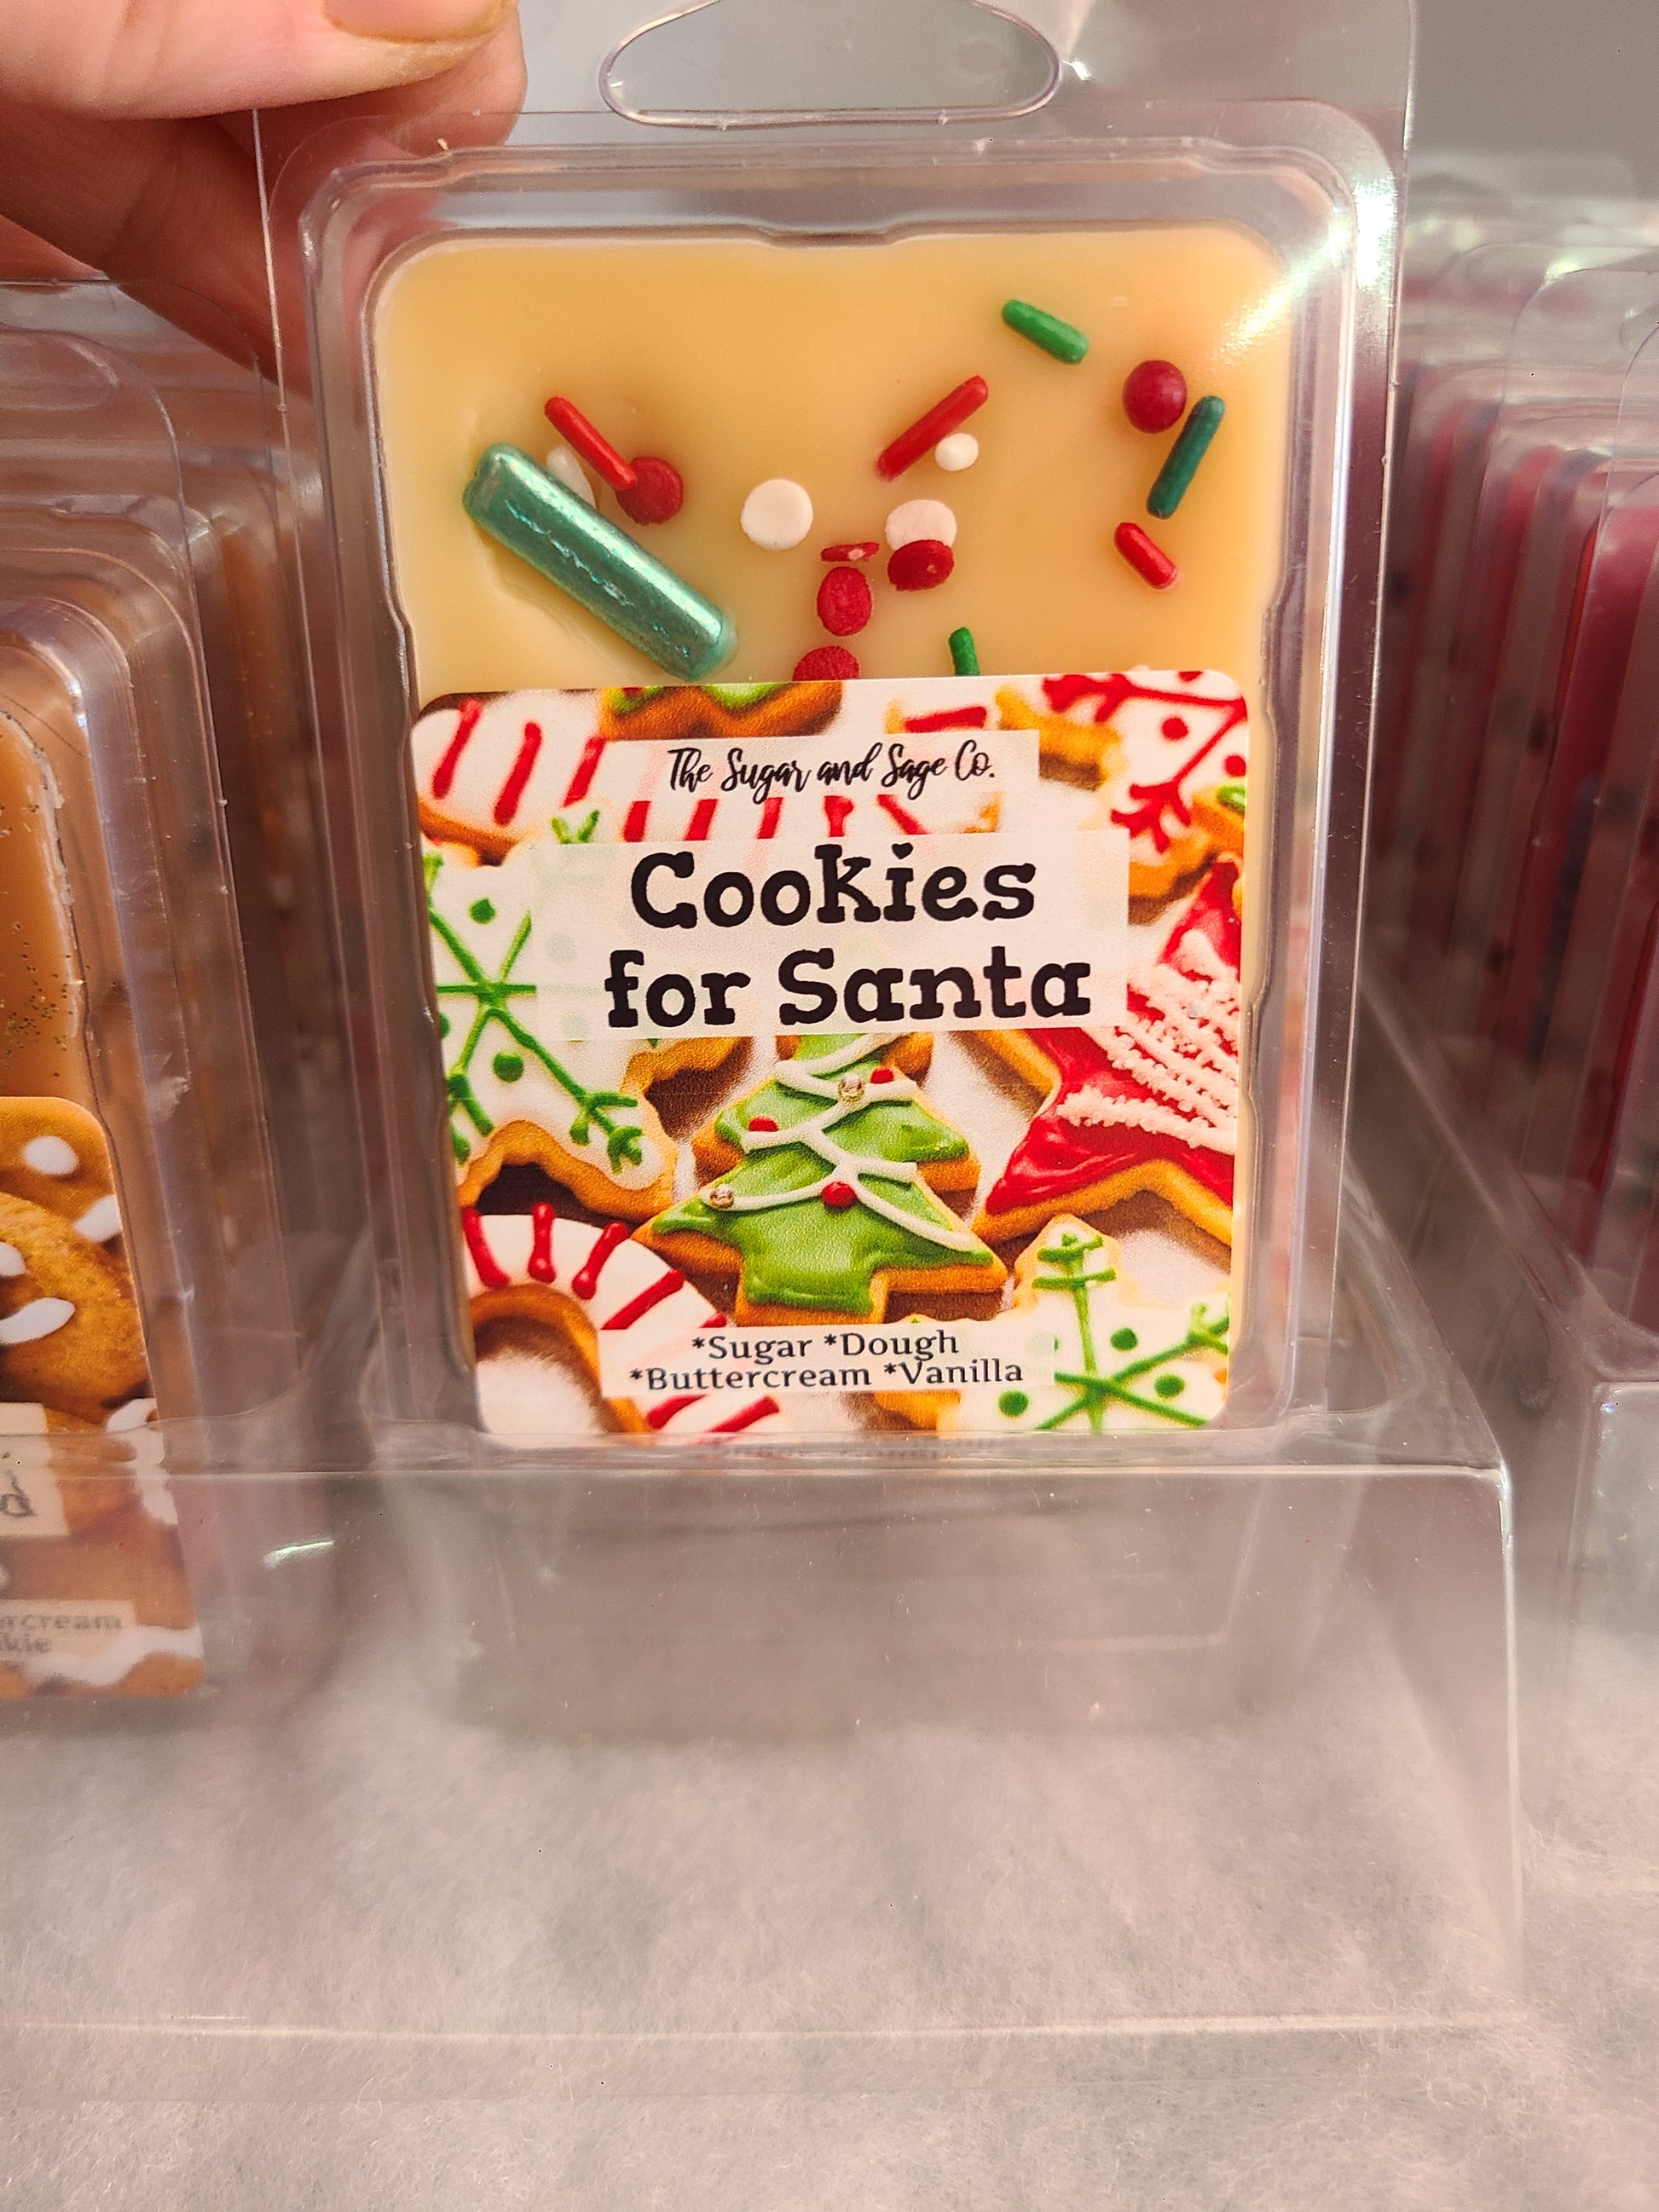 The Sugar and Sage Co.
Cookies
for Santa
*Sugar *Dough
*Buttercream *Vanilla